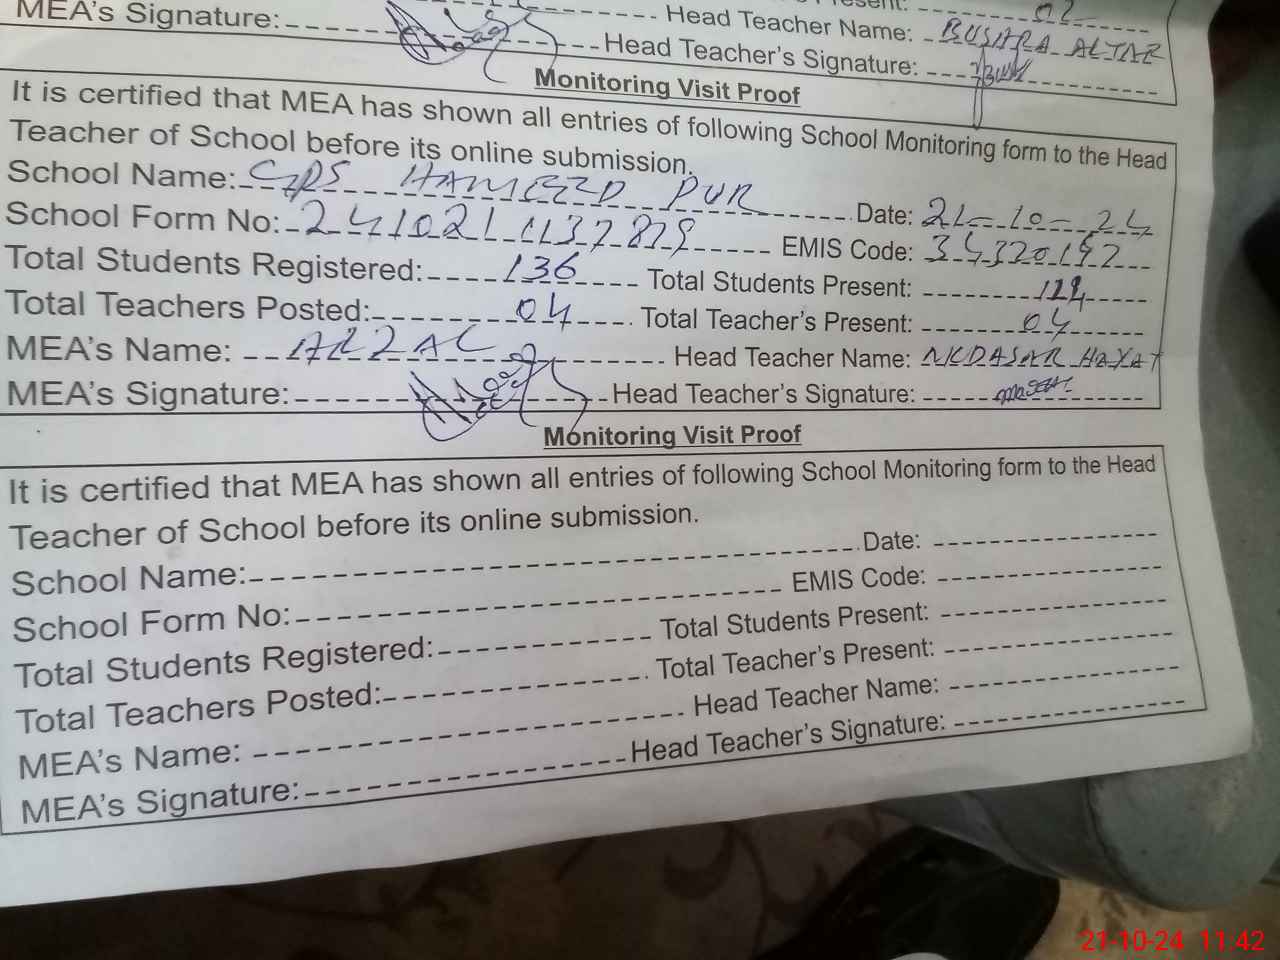 resent: 02
MEA's Signature: Head Teacher Name: BUSHRA ALTAF
Head Teacher's Signature:
Monitoring Visit Proof
It is certified that MEA has shown all entries of following School Monitoring form to the Head
Teacher of School before its online submission.
School Name: GPS HAMEED PUR Date: 21-10-24
School Form No: EMIS Code: 34320192
Total Students Registered: 136 Total Students Present:
Total Teachers Posted: 04 Total Teacher's Present: 04
MEA's Name: Head Teacher Name: HAYAT
MEA's Signature: Head Teacher's Signature:
Monitoring Visit Proof
It is certified that MEA has shown all entries of following School Monitoring form to the Head
Teacher of School before its online submission.
School Name: Date:
School Form No: EMIS Code:
Total Students Registered: Total Students Present:
Total Teachers Posted: Total Teacher's Present:
MEA's Name: Head Teacher Name:
MEA's Signature: Head Teacher's Signature:
21-10-24 11:42